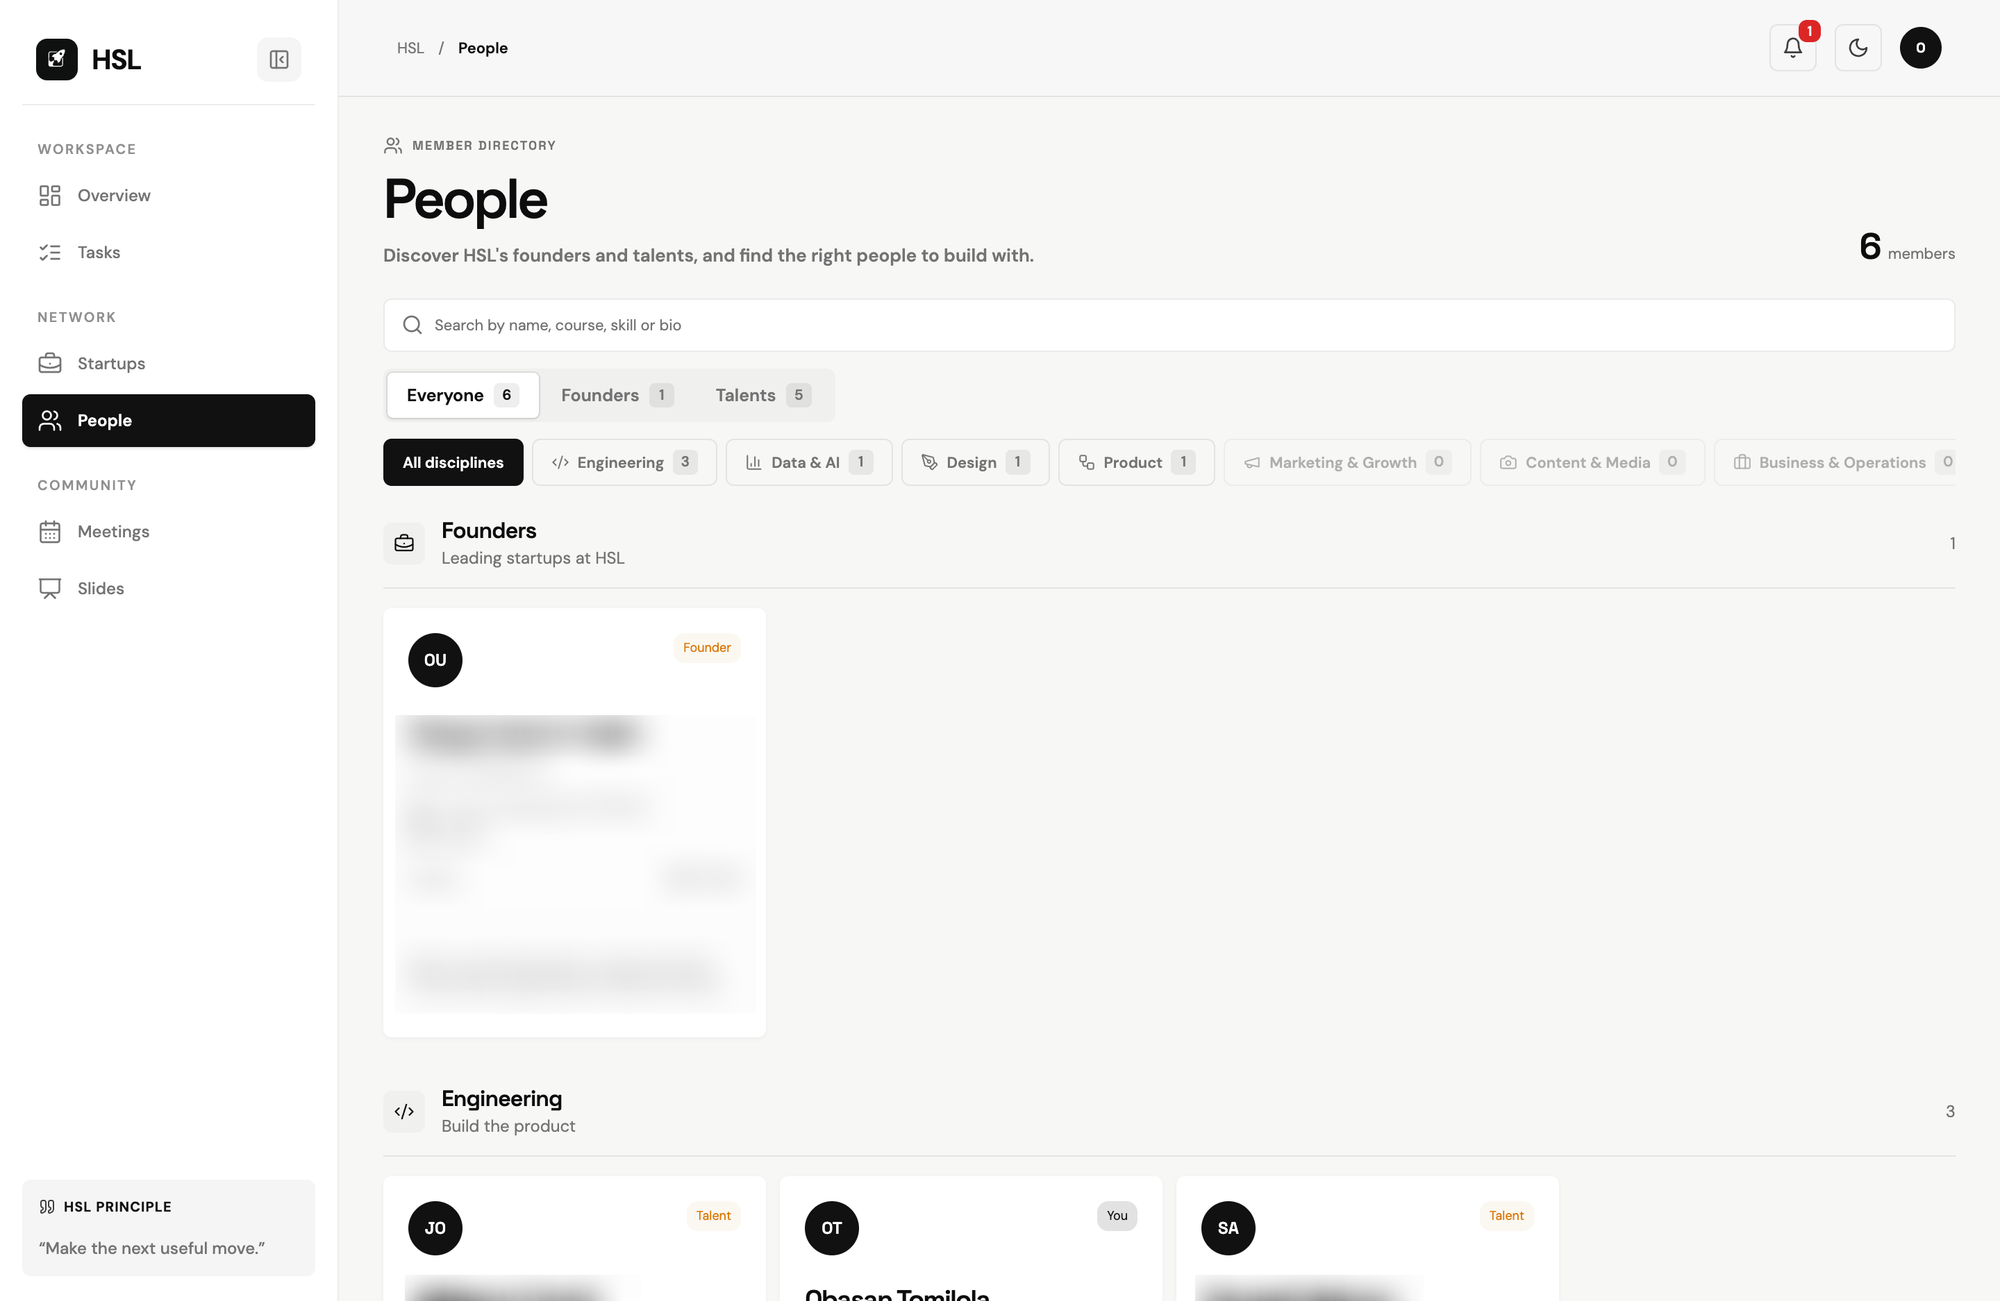 HSL
HSL / People
1
O
WORKSPACE
Overview
Tasks
NETWORK
Startups
People
COMMUNITY
Meetings
Slides
HSL PRINCIPLE
“Make the next useful move.”
MEMBER DIRECTORY
People
Discover HSL's founders and talents, and find the right people to build with.
6 members
Search by name, course, skill or bio
Everyone 6 Founders 1 Talents 5
All disciplines Engineering 3 Data & AI 1 Design 1 Product 1 Marketing & Growth 0 Content & Media 0 Business & Operations 0
Founders
Leading startups at HSL
1
OU
Founder
Engineering
Build the product
3
JO
Talent
OT
You
Obasan Tomilola
SA
Talent